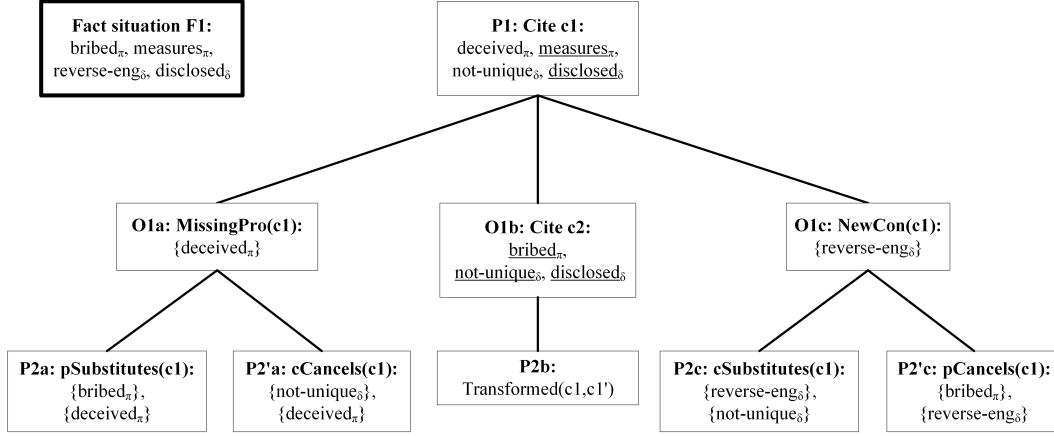 Fact situation F1:
bribedπ, measuresπ,
reverse-engδ, disclosedδ
P1: Cite c1:
deceivedπ, measuresπ,
not-uniqueδ, disclosedδ
O1a: MissingPro(c1):
{deceivedπ}
O1b: Cite c2:
bribedπ,
not-uniqueδ, disclosedδ
O1c: NewCon(c1):
{reverse-engδ}
P2a: pSubstitutes(c1):
{bribedπ},
{deceivedπ}
P2'a: cCancels(c1):
{not-uniqueδ},
{deceivedπ}
P2b:
Transformed(c1,c1')
P2c: cSubstitutes(c1):
{reverse-engδ},
{not-uniqueδ}
P2'c: pCancels(c1):
{bribedπ},
{reverse-engδ}